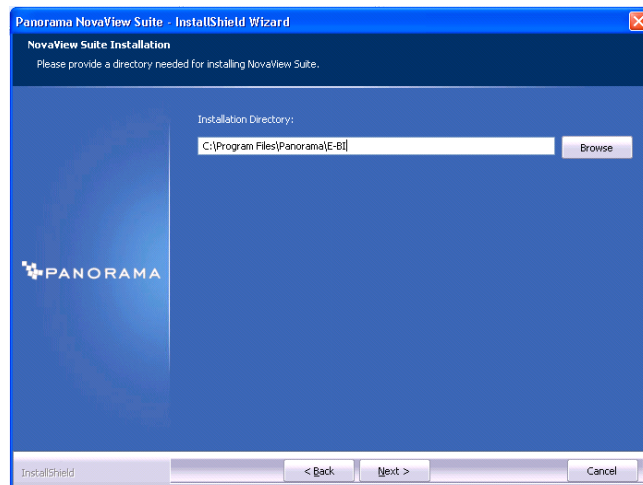 Panorama NovaView Suite - InstallShield Wizard
NovaView Suite Installation
Please provide a directory needed for installing NovaView Suite.
Installation Directory:
C:\Program Files\Panorama\E-BI
Browse
PANORAMA
InstallShield
< Back
Next >
Cancel